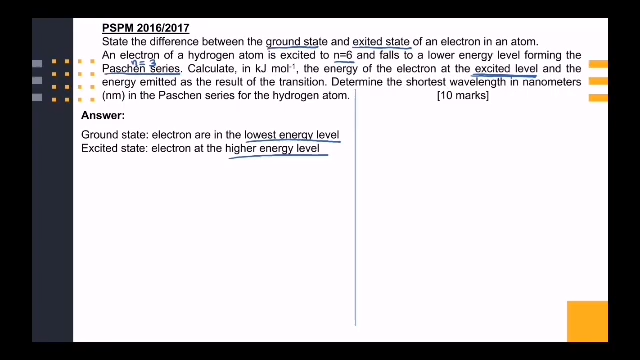 PSPM 2016/2017
State the difference between the ground state and exited state of an electron in an atom.
An electron of a hydrogen atom is excited to n=6 and falls to a lower energy level forming the
n = 3
Paschen series. Calculate, in kJ mol-1, the energy of the electron at the excited level and the
energy emitted as the result of the transition. Determine the shortest wavelength in nanometers
(nm) in the Paschen series for the hydrogen atom. [10 marks]
Answer:
Ground state: electron are in the lowest energy level
Excited state: electron at the higher energy level